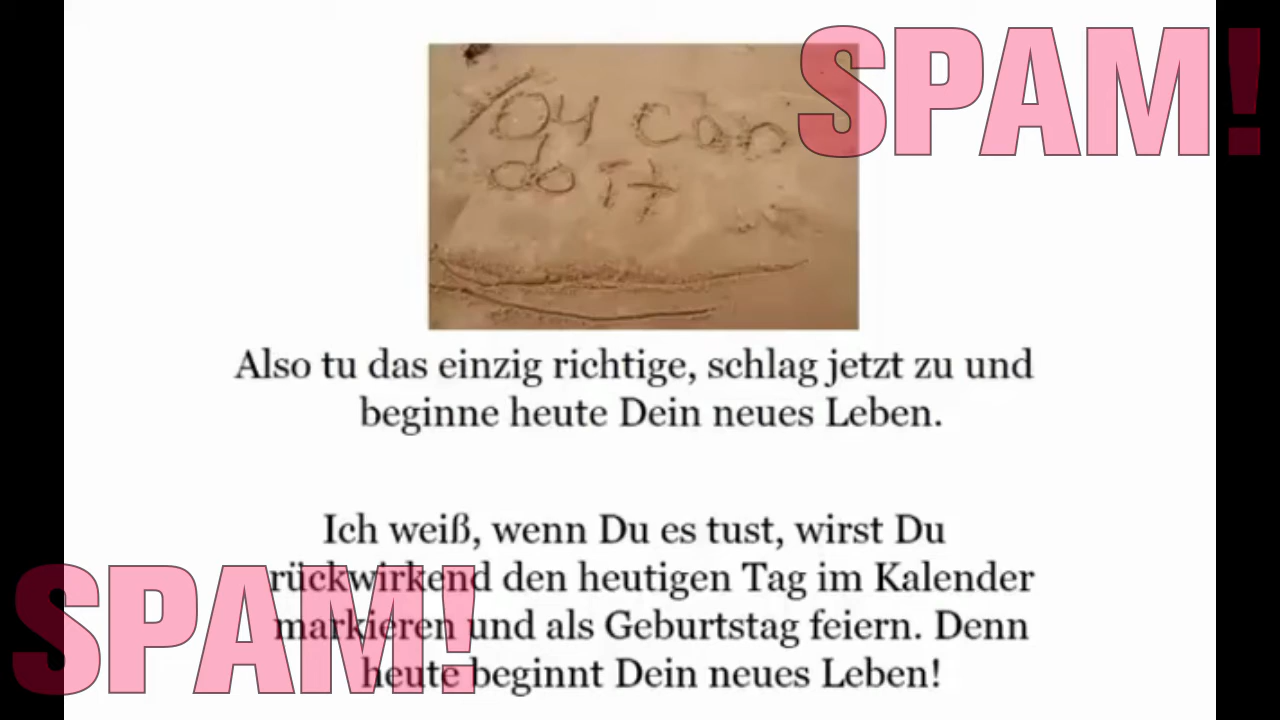 SPAM!
You can
do it
Also tu das einzig richtige, schlag jetzt zu und
beginne heute Dein neues Leben.
Ich weiß, wenn Du es tust, wirst Du
rückwirkend den heutigen Tag im Kalender
markieren und als Geburtstag feiern. Denn
heute beginnt Dein neues Leben!
SPAM!